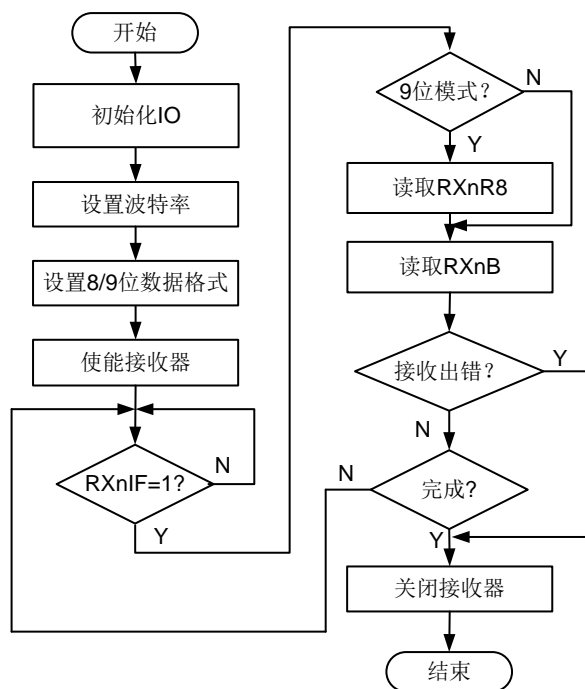 开始
初始化IO
设置波特率
设置8/9位数据格式
使能接收器
RXnIF=1?
N
Y
9位模式？
N
Y
读取RXnR8
读取RXnB
接收出错？
Y
N
完成?
N
Y
关闭接收器
结束